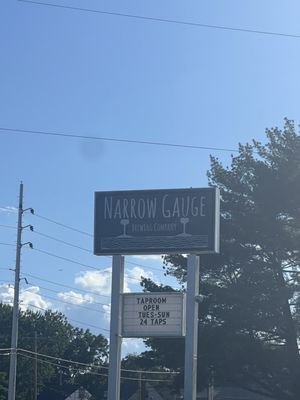 NARROW GAUGE
BREWING COMPANY
TAPROOM
OPEN
TUES-SUN
24 TAPS